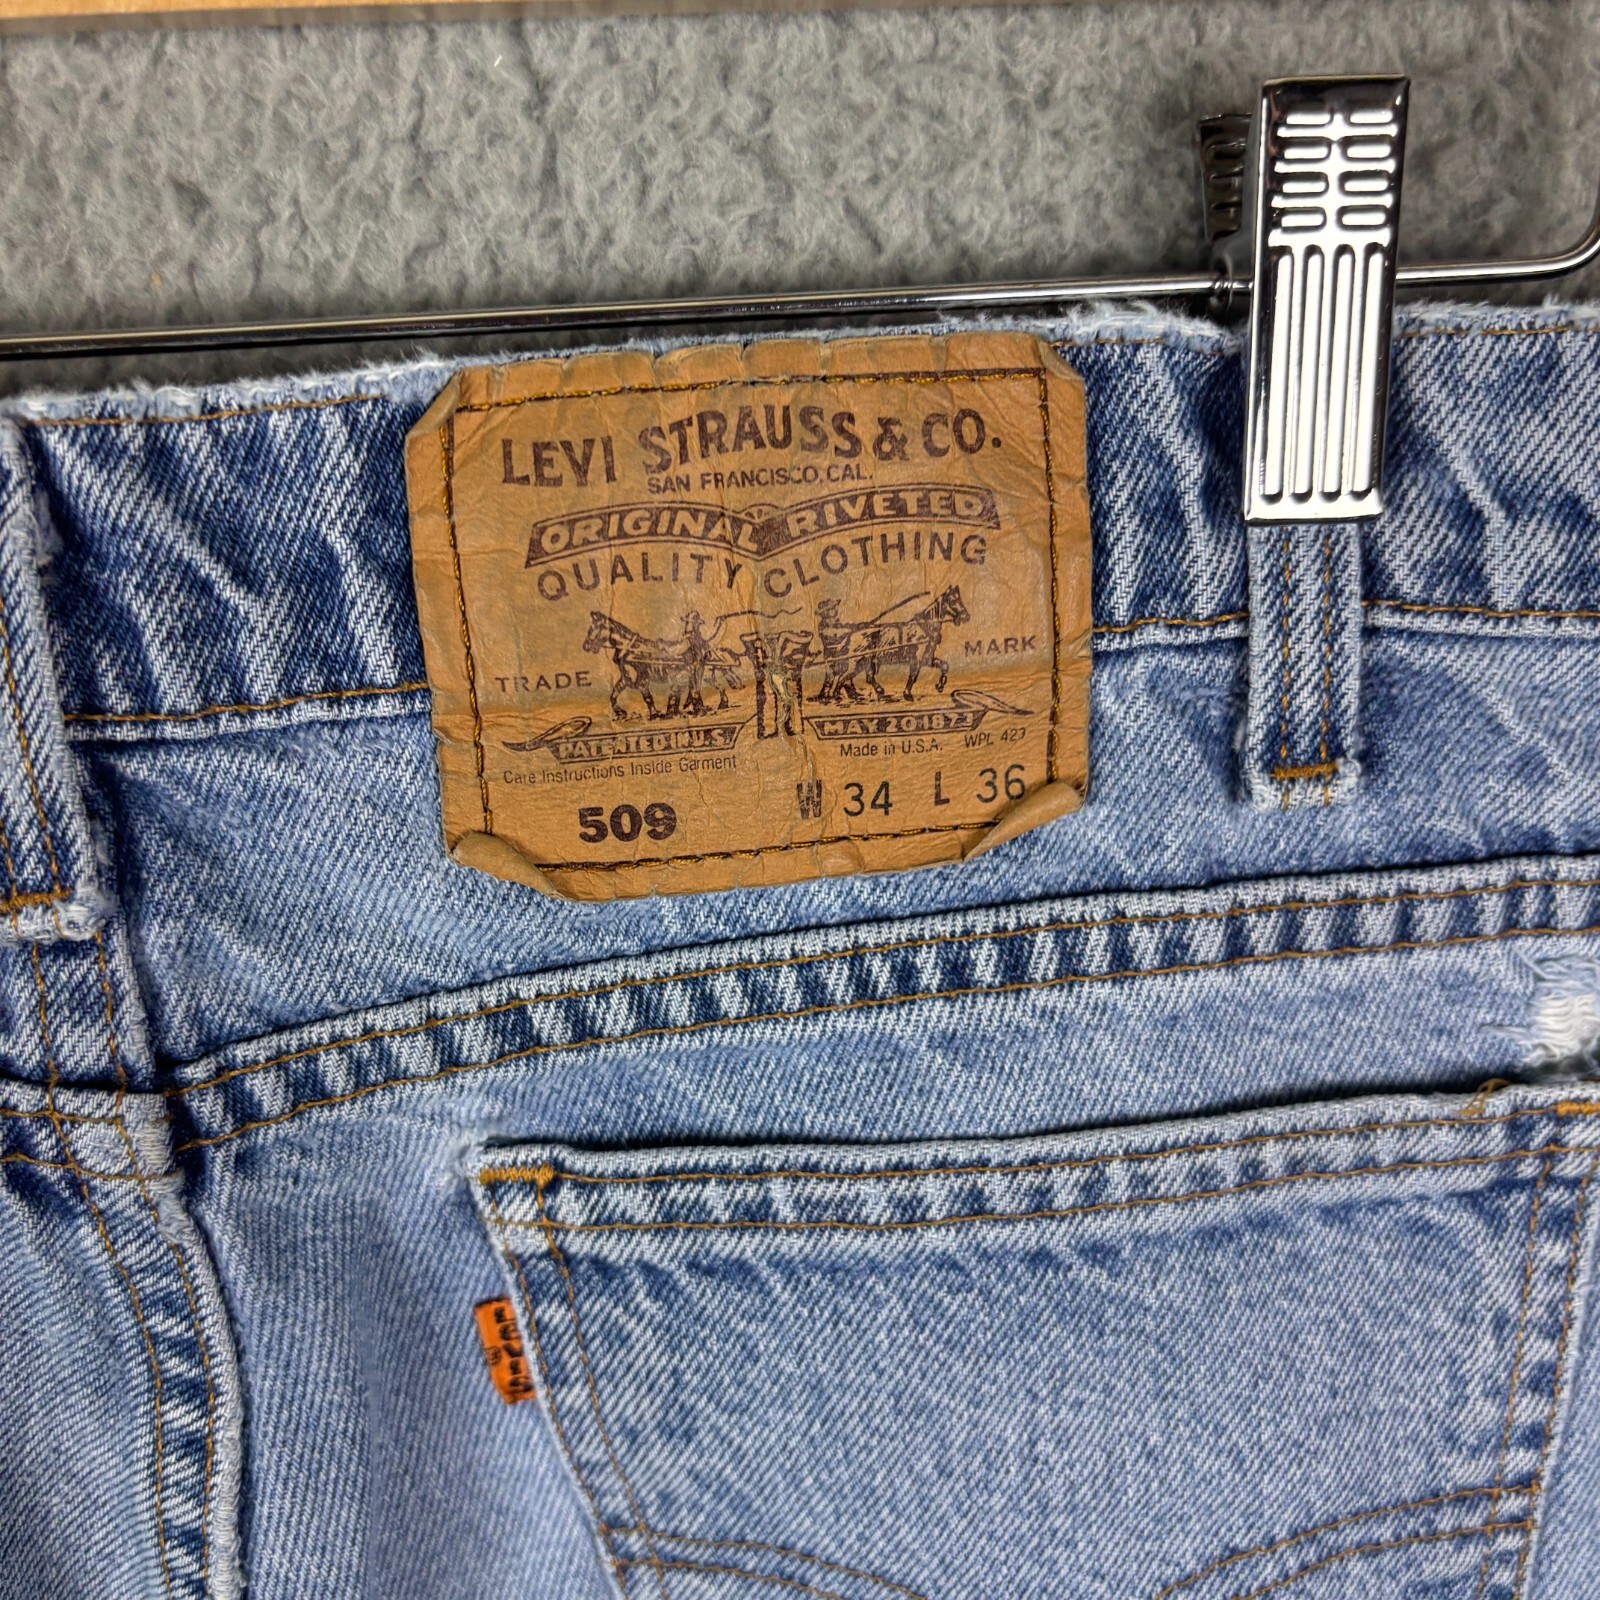 LEVI STRAUSS & CO.
SAN FRANCISCO, CAL.
ORIGINAL RIVETED
QUALITY CLOTHING
TRADE MARK
PATENTED IN U.S. MAY 20 1873
Made in U.S.A. WPL 423
Care Instructions Inside Garment
509 W 34 L 36
LEVI'S